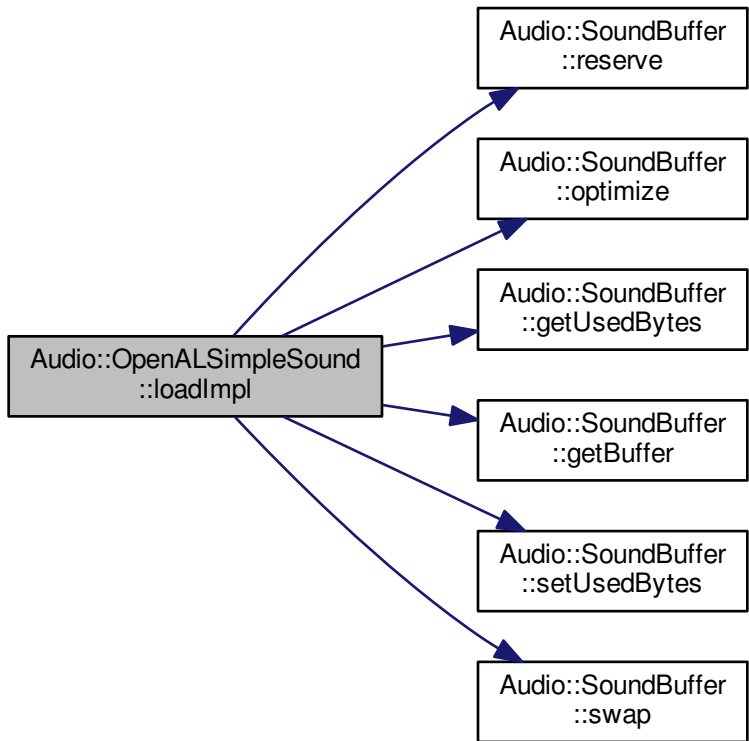 Audio::SoundBuffer
::reserve
Audio::SoundBuffer
::optimize
Audio::SoundBuffer
::getUsedBytes
Audio::OpenALSimpleSound
::loadImpl
Audio::SoundBuffer
::getBuffer
Audio::SoundBuffer
::setUsedBytes
Audio::SoundBuffer
::swap